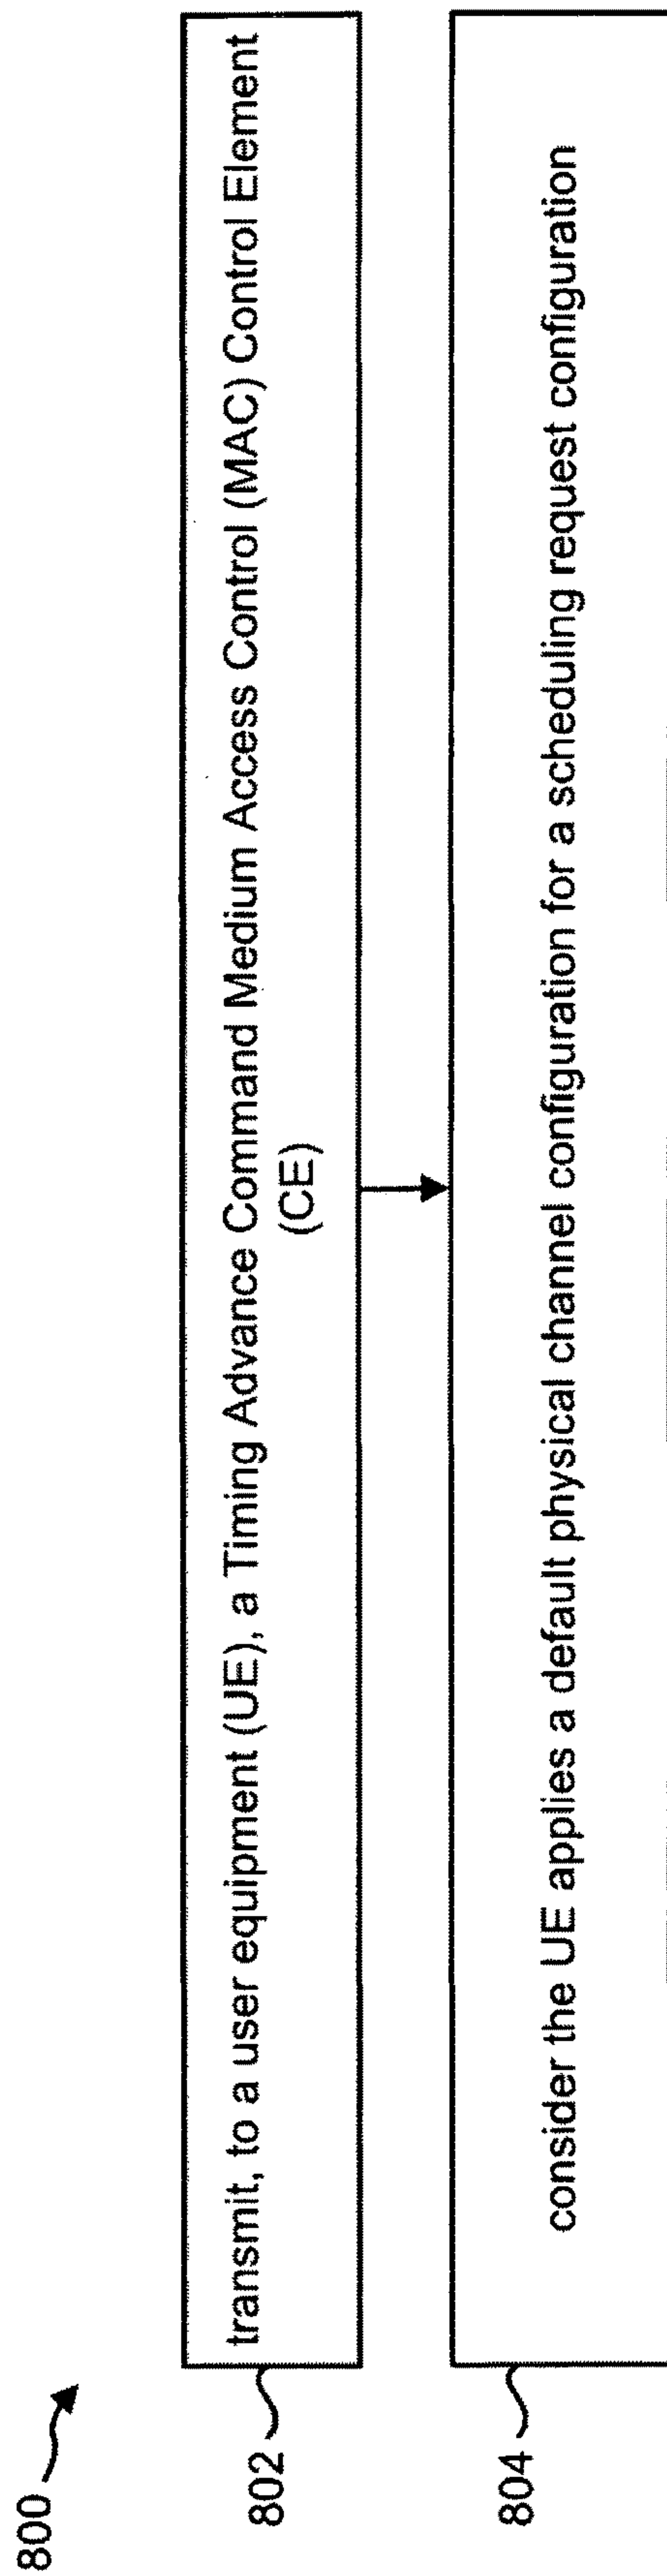 800
802
transmit, to a user equipment (UE), a Timing Advance Command Medium Access Control (MAC) Control Element
(CE)
804
consider the UE applies a default physical channel configuration for a scheduling request configuration